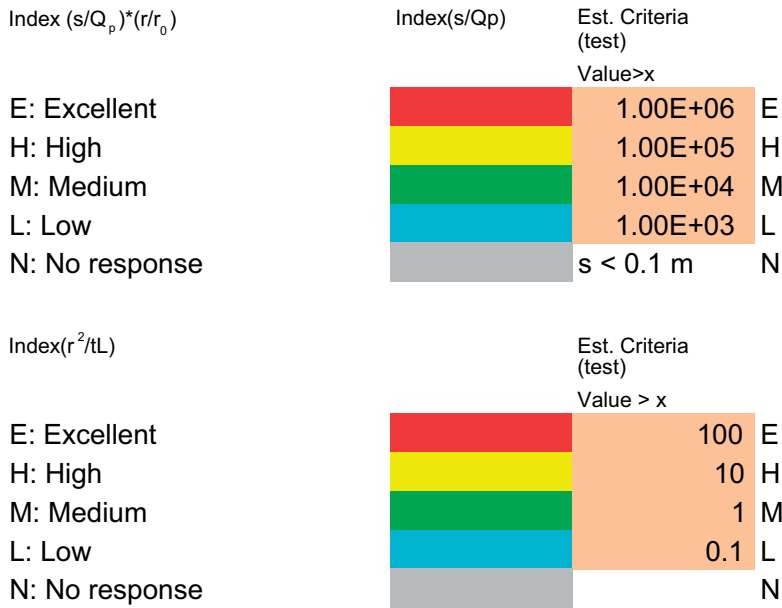 Index (s/Qp)*(r/r0) Index(s/Qp) Est. Criteria
(test)
Value>x
E: Excellent 1.00E+06 E
H: High 1.00E+05 H
M: Medium 1.00E+04 M
L: Low 1.00E+03 L
N: No response s < 0.1 m N
Index(r2/tL) Est. Criteria
(test)
Value > x
E: Excellent 100 E
H: High 10 H
M: Medium 1 M
L: Low 0.1 L
N: No response N